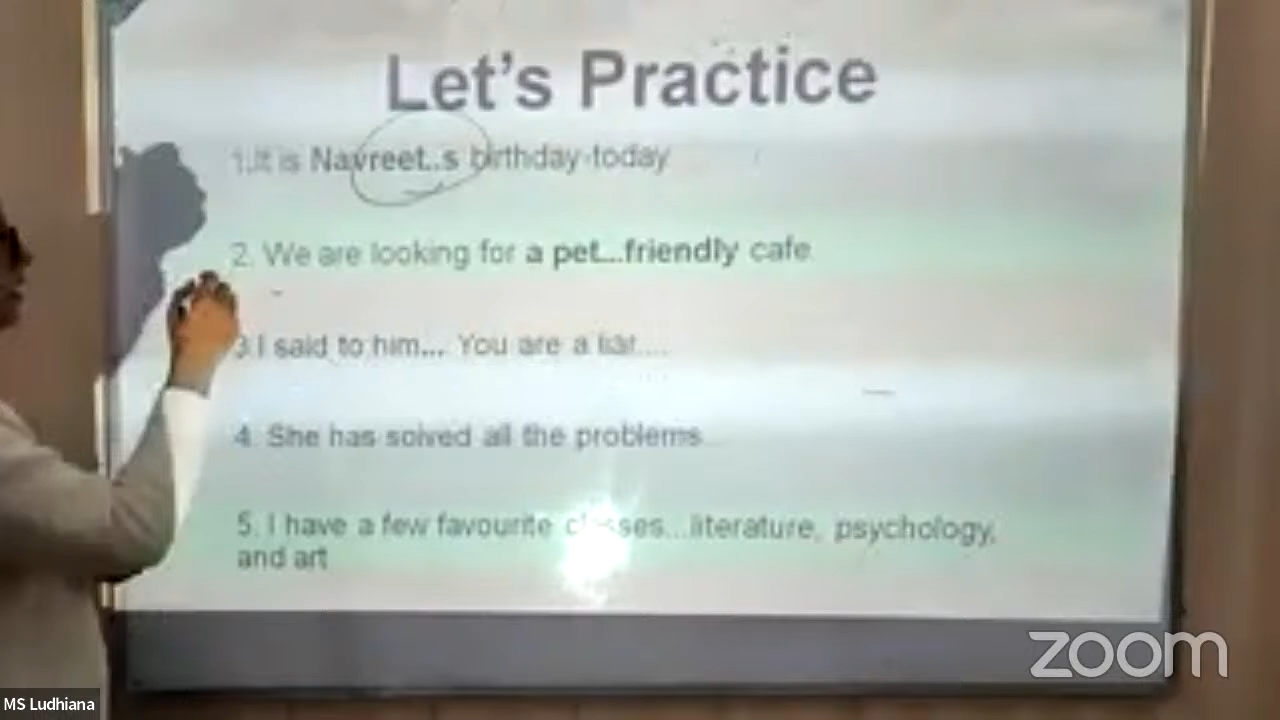 Let's Practice
1.It is Navreet..s birthday-today
2. We are looking for a pet...friendly cafe
3.I said to him... You are a liar....
4. She has solved all the problems..
5. I have a few favourite classes...literature, psychology,
and art
zoom
MS Ludhiana